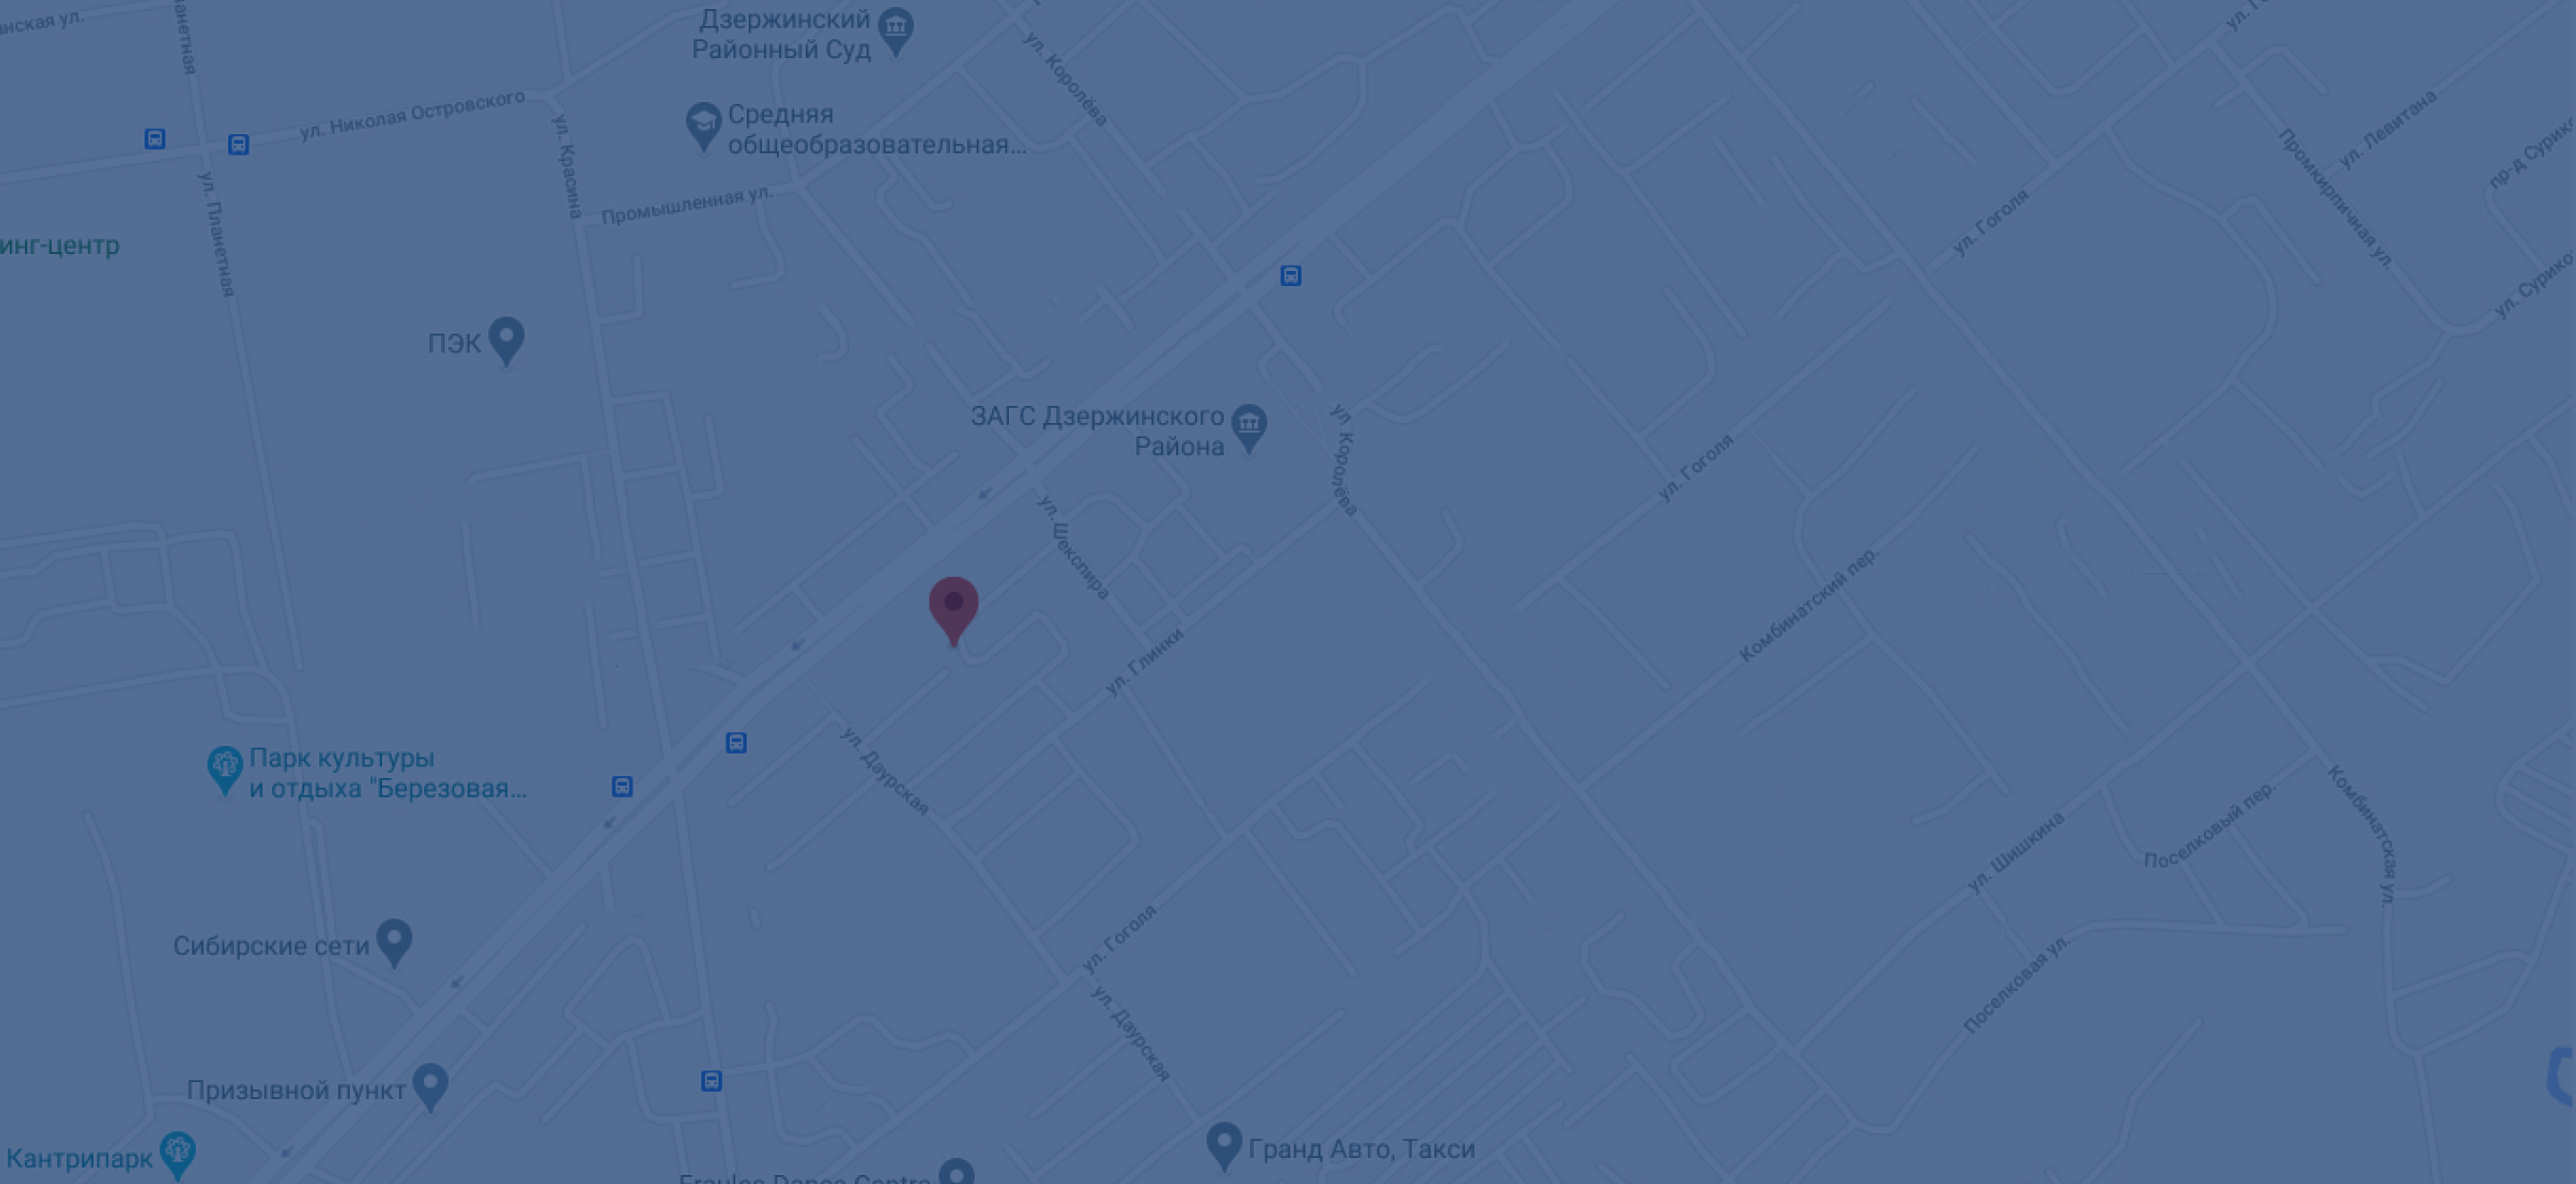 Дзержинский
Районный Суд
ул. Королёва
ул. Николая Островского
Средняя
общеобразовательная...
ул. Красина
Промышленная ул.
ул. Планетная
ул. Левитана
Промкирпичная ул.
ул. Гоголя
инг-центр
ПЭК
ЗАГС Дзержинского
Района
ул. Королёва
ул. Гоголя
ул. Шекспира
Комбинатский пер.
ул. Глинки
ул. Даурская
Парк культуры
и отдыха "Березовая...
Комбинатская ул.
ул. Шишкина
Поселковый пер.
Сибирские сети
ул. Гоголя
Поселковая ул.
ул. Даурская
Призывной пункт
Кантрипарк
Гранд Авто, Такси